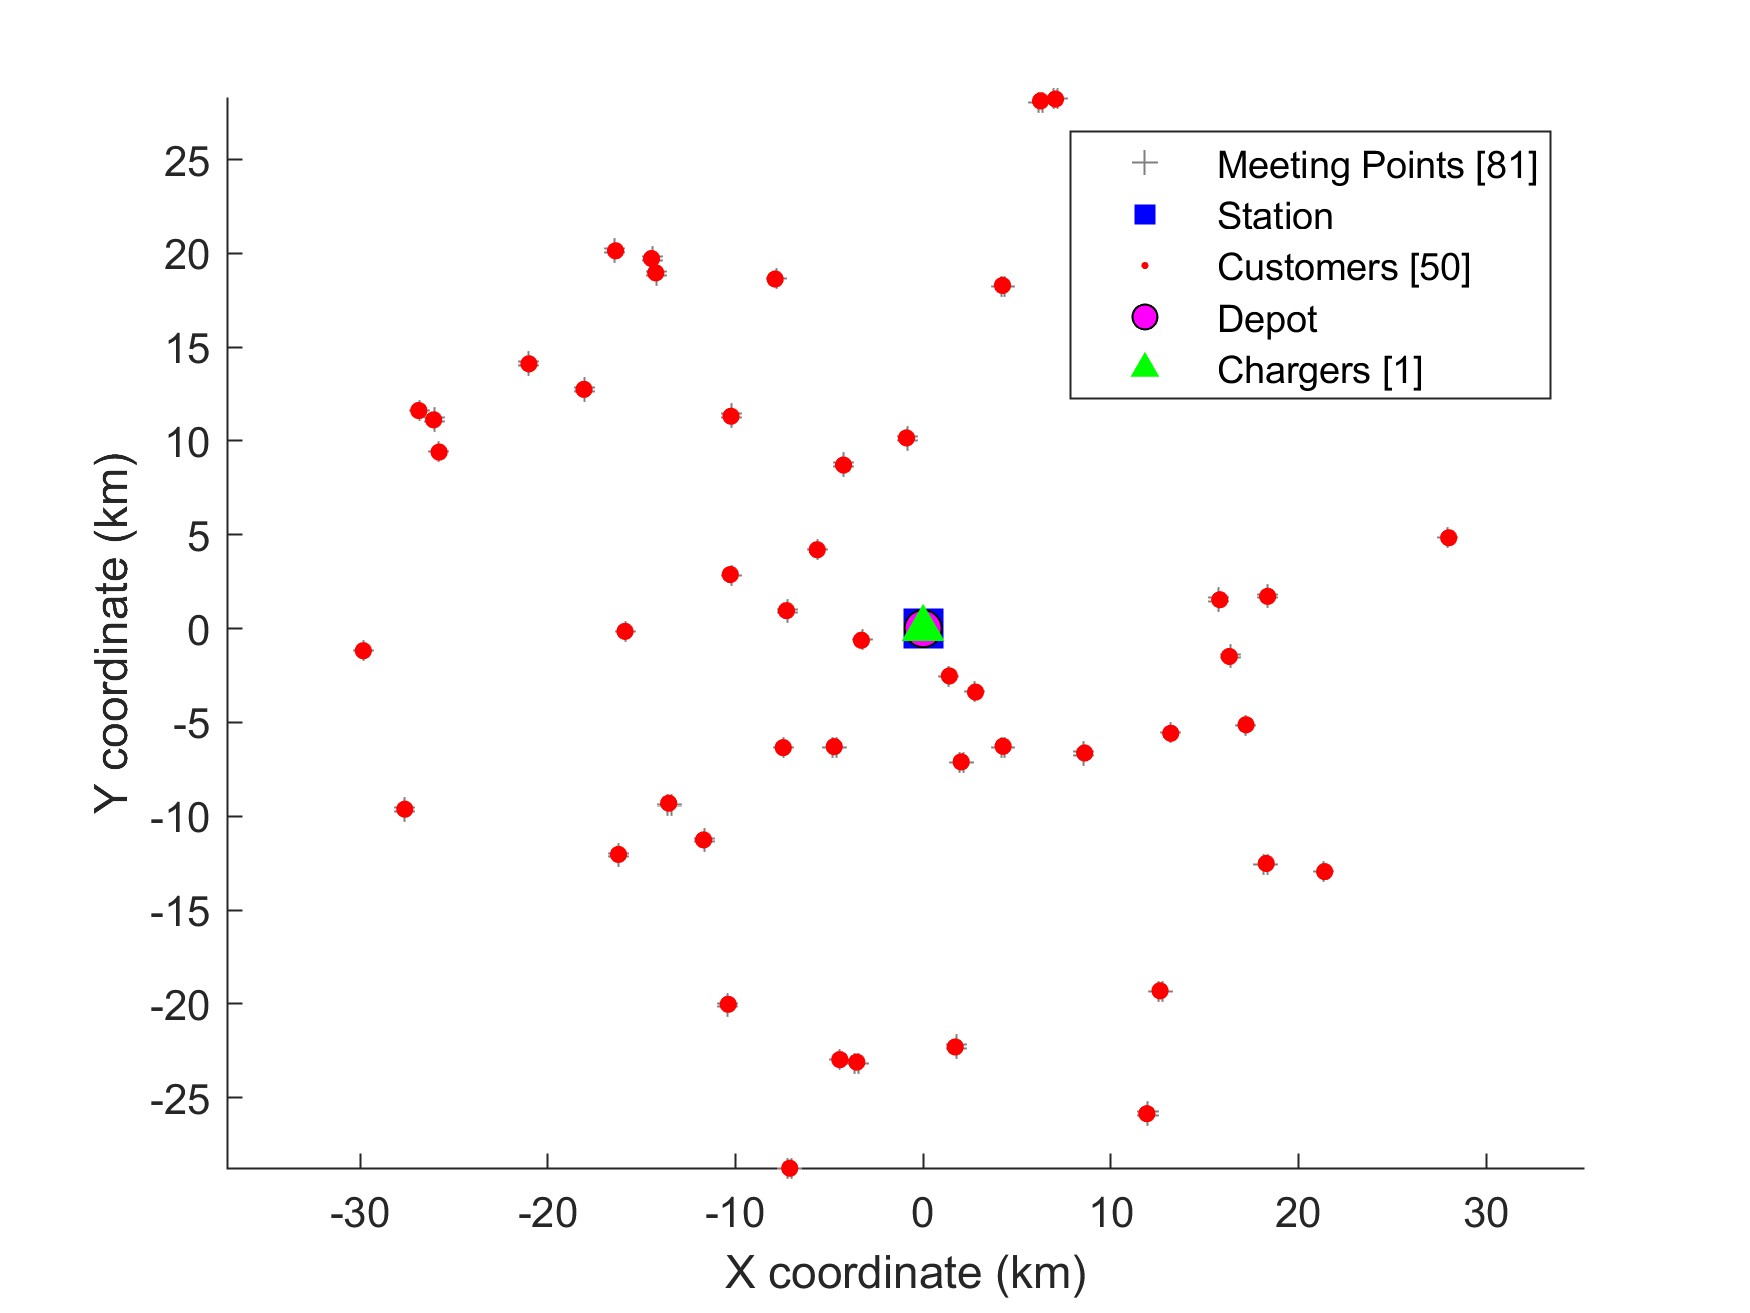 25
20
15
10
5
0
-5
-10
-15
-20
-25
Y coordinate (km)
Meeting Points [81]
Station
Customers [50]
Depot
Chargers [1]
-30 -20 -10 0 10 20 30
X coordinate (km)